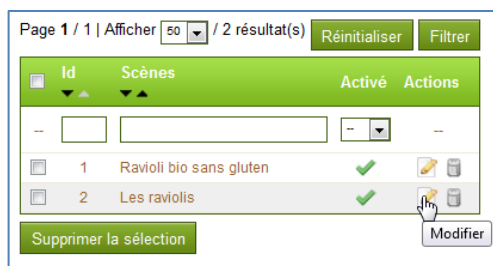 Page 1 / 1 | Afficher 50 / 2 résultat(s) Réinitialiser Filtrer
Id Scènes Activé Actions
-- -- --
1 Ravioli bio sans gluten
2 Les raviolis
Supprimer la sélection Modifier